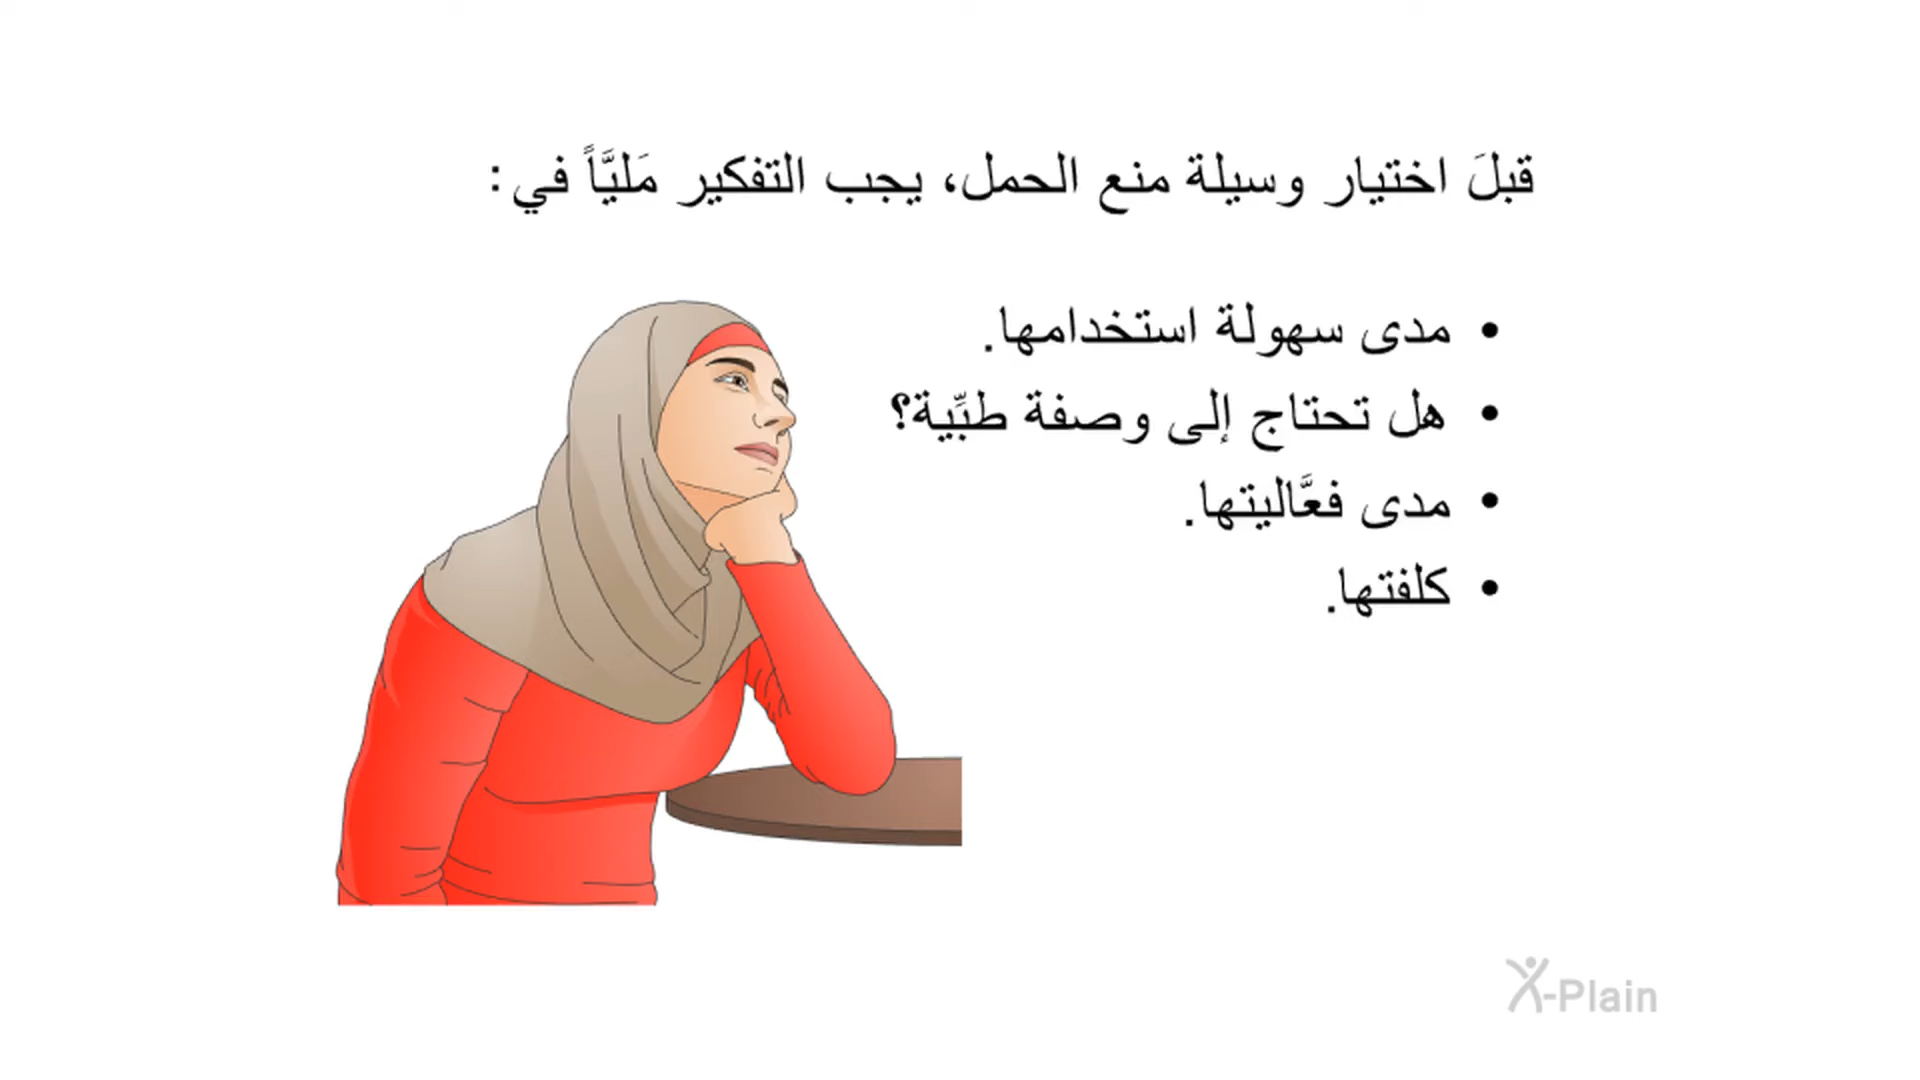 قبلَ اختيار وسيلة منع الحمل، يجب التفكير مَليَّاً في:
• مدى سهولة استخدامها.
• هل تحتاج إلى وصفة طبِّية؟
• مدى فعَّاليتها.
• كلفتها.
X-Plain